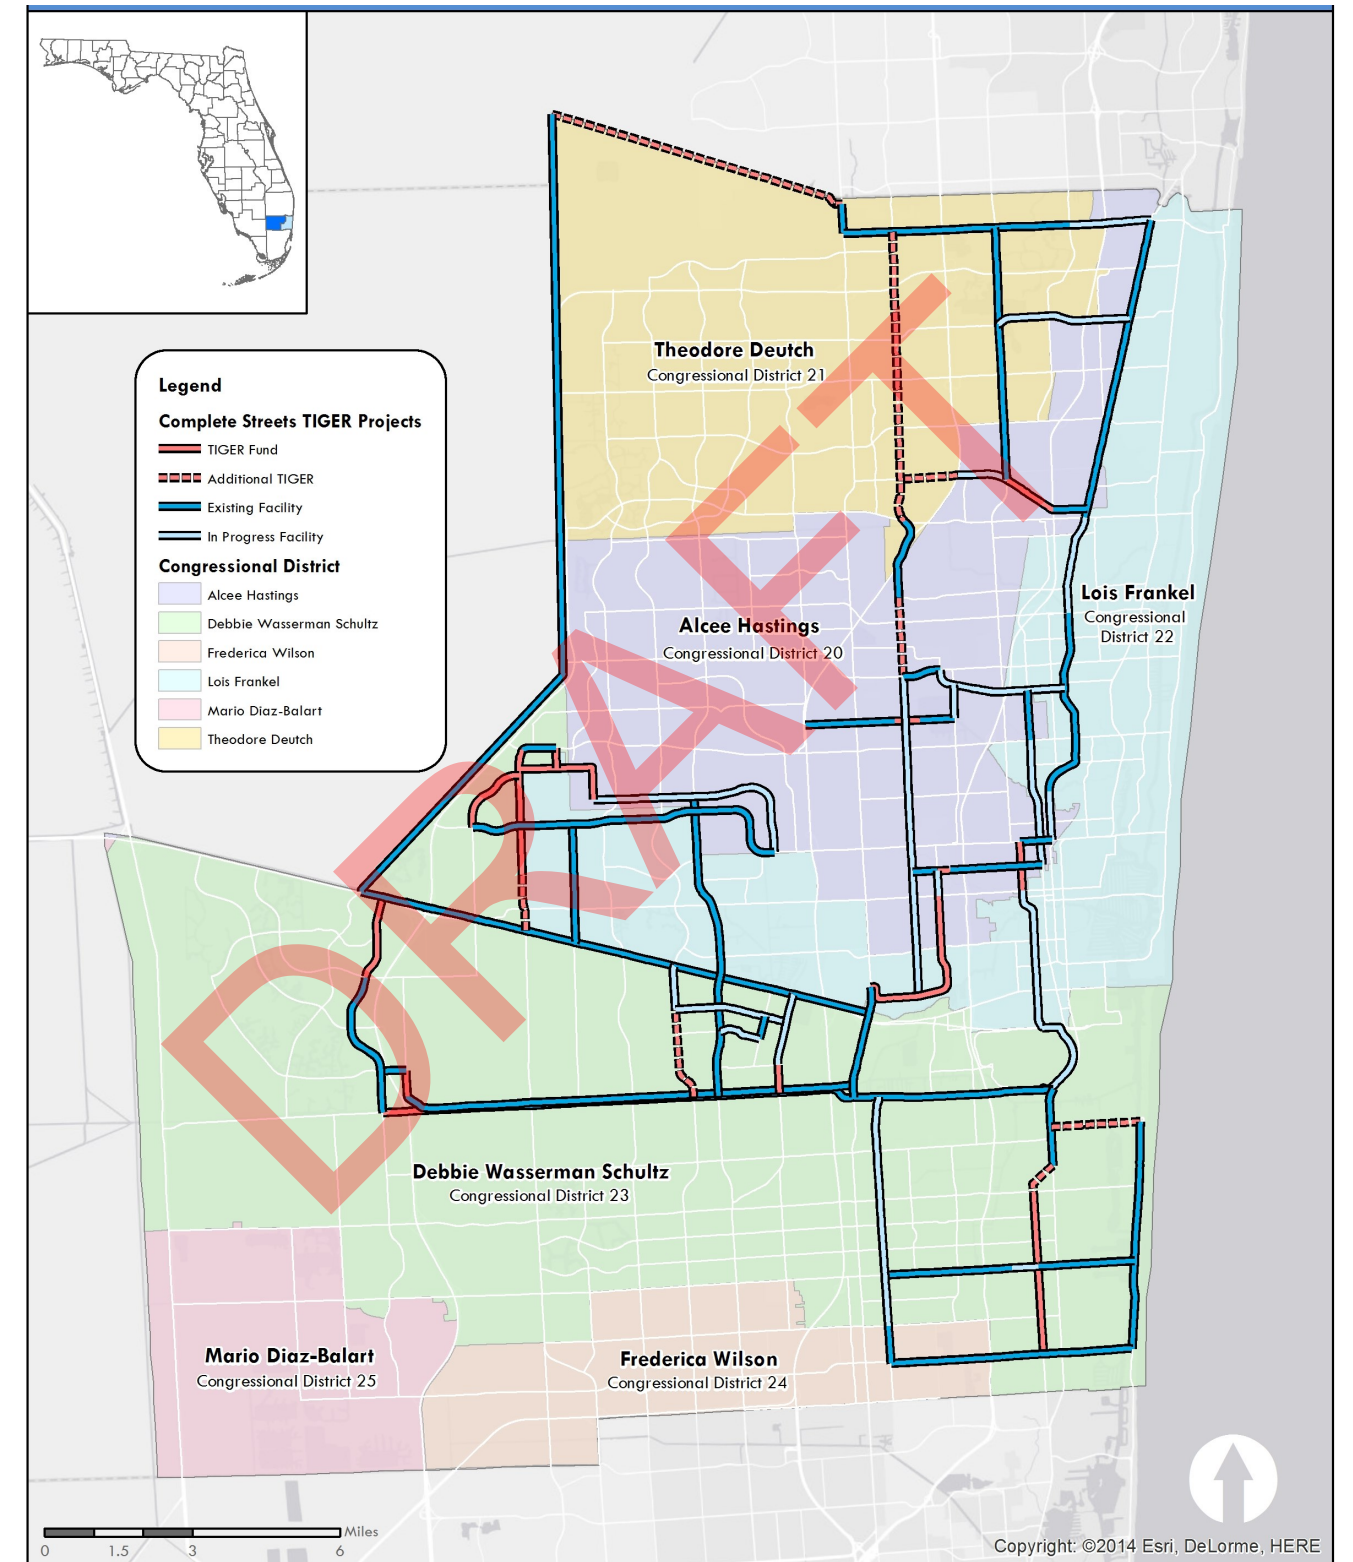 Legend
Complete Streets TIGER Projects
TIGER Fund
Additional TIGER
Existing Facility
In Progress Facility
Congressional District
Alcee Hastings
Debbie Wasserman Schultz
Frederica Wilson
Lois Frankel
Mario Diaz-Balart
Theodore Deutch
Theodore Deutch
Congressional District 21
Lois Frankel
Congressional
District 22
Alcee Hastings
Congressional District 20
DRAFT
Debbie Wasserman Schultz
Congressional District 23
Mario Diaz-Balart
Congressional District 25
Frederica Wilson
Congressional District 24
Miles
0 1.5 3 6
Copyright: ©2014 Esri, DeLorme, HERE